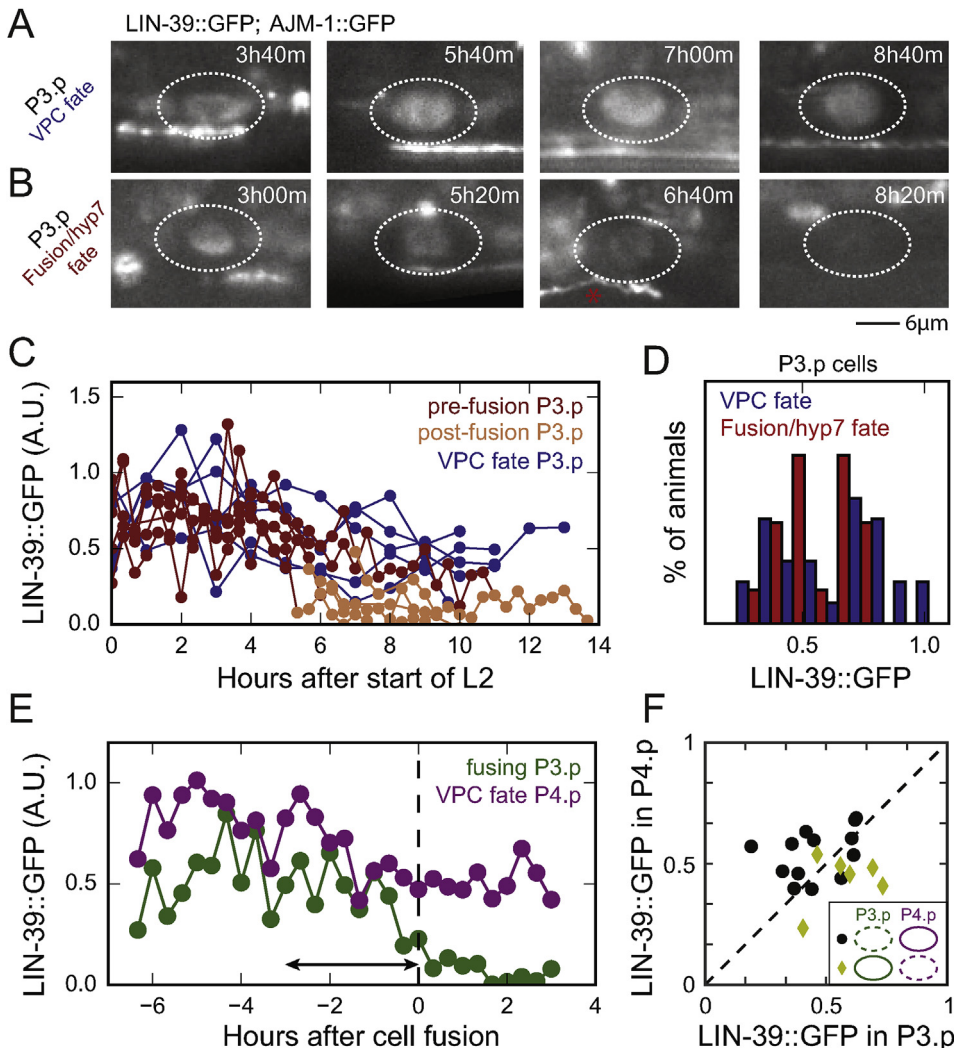 A
LIN-39::GFP; AJM-1::GFP
P3.p
VPC fate
3h40m
5h40m
7h00m
8h40m
B
P3.p
Fusion/hyp7
fate
3h00m
5h20m
6h40m
8h20m
*
6μm
C
LIN-39::GFP (A.U.)
1.5
1.0
0.5
0.0
pre-fusion P3.p
post-fusion P3.p
VPC fate P3.p
0 2 4 6 8 10 12 14
Hours after start of L2
D
P3.p cells
% of animals
VPC fate
Fusion/hyp7 fate
0.5 1.0
LIN-39::GFP
E
LIN-39::GFP (A.U.)
1.0
0.5
0.0
fusing P3.p
VPC fate P4.p
−6 −4 −2 0 2 4
Hours after cell fusion
F
LIN-39::GFP in P4.p
1
0.5
0
P3.p P4.p
0 0.5 1
LIN-39::GFP in P3.p